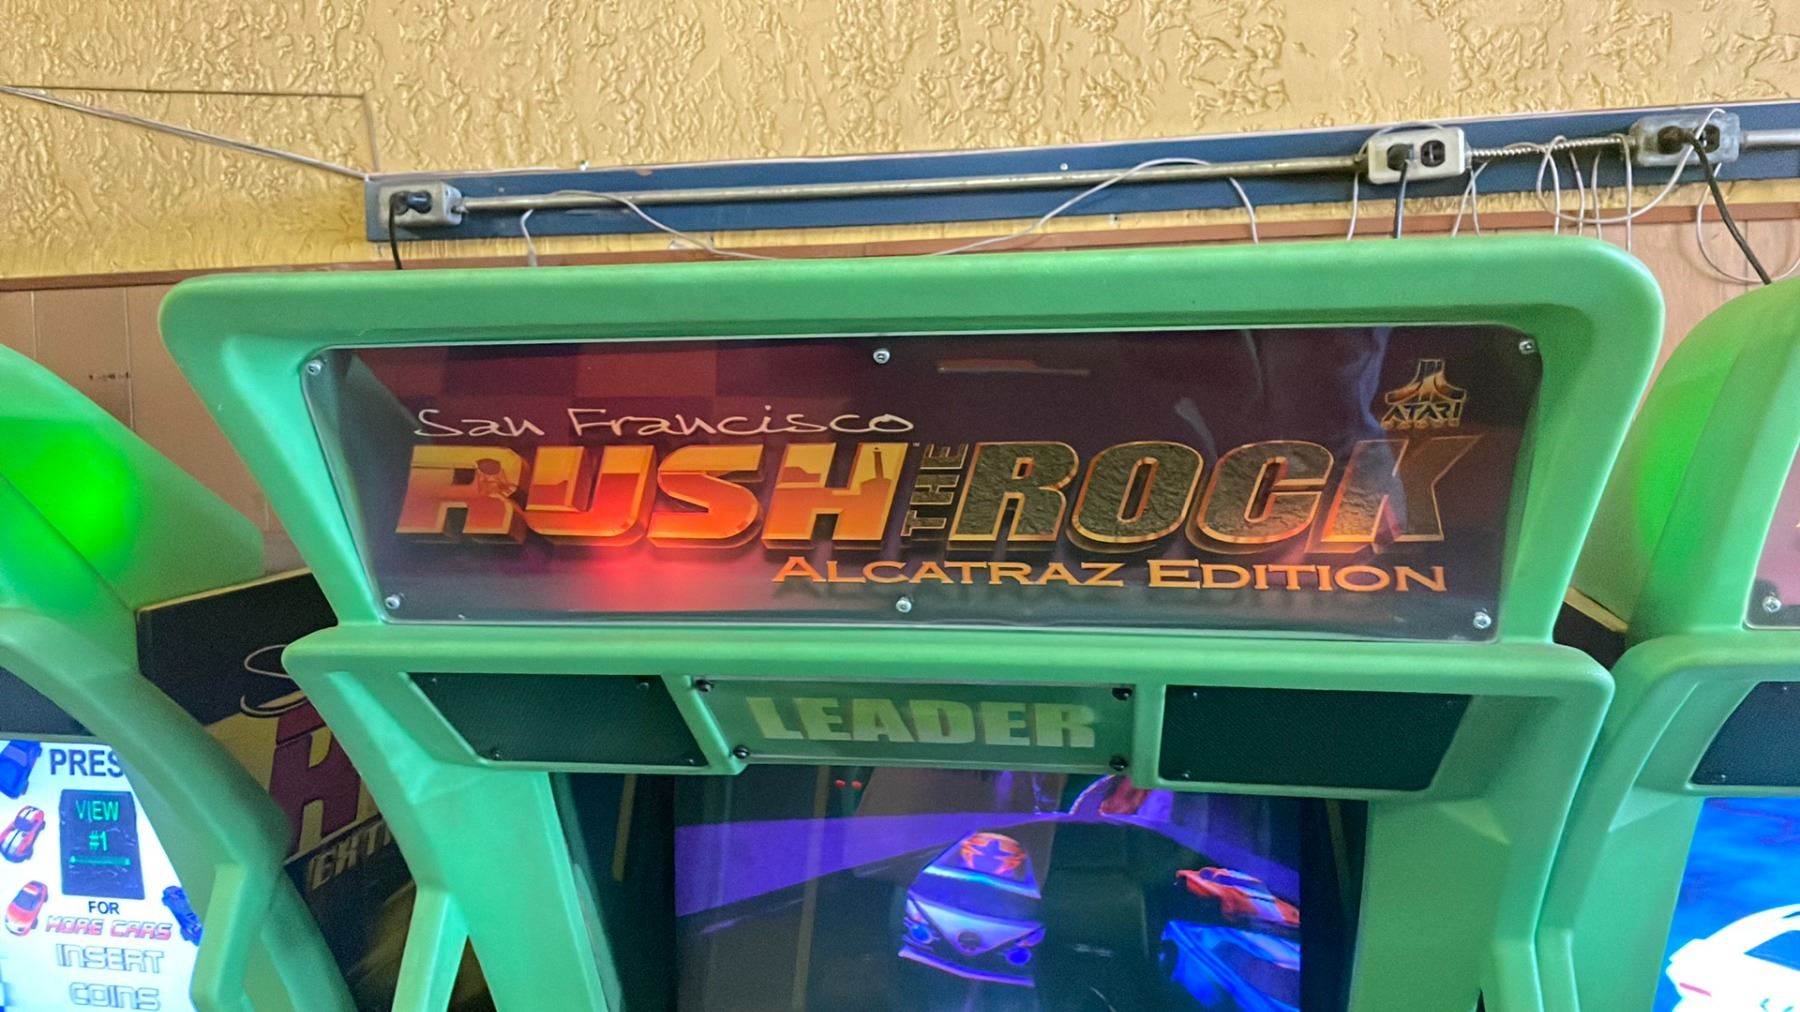 San Francisco
RUSH THE ROCK
ALCATRAZ EDITION
ATARI
LEADER
PRES
VIEW
#1
FOR
MORE CARS
INSERT
COINS